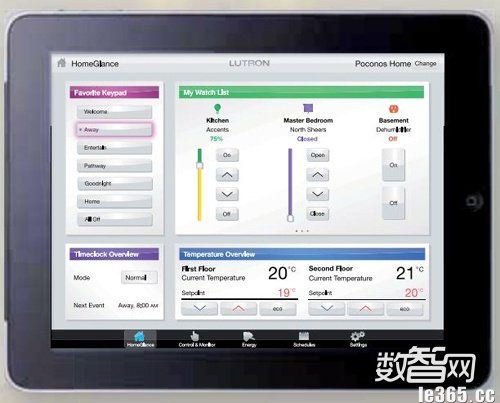 HomeGlance
LUTRON
Poconos Home Change
Favorite Keypad
Welcome
Away
Entertain
Pathway
Goodnight
Home
All Off
My Watch List
Kitchen
Accents
75%
On
Off
Master Bedroom
North Shears
Closed
Open
Close
Basement
Dehumidifier
Off
On
Off
Timeclock Overview
Mode Normal
Next Event Away, 8:00 AM
Temperature Overview
First Floor
Current Temperature
20°C
Setpoint 19°C
eco
Second Floor
Current Temperature
21°C
Setpoint 20°C
eco
HomeGlance
Control & Monitor
Energy
Schedules
Settings
数智网
le365.cc